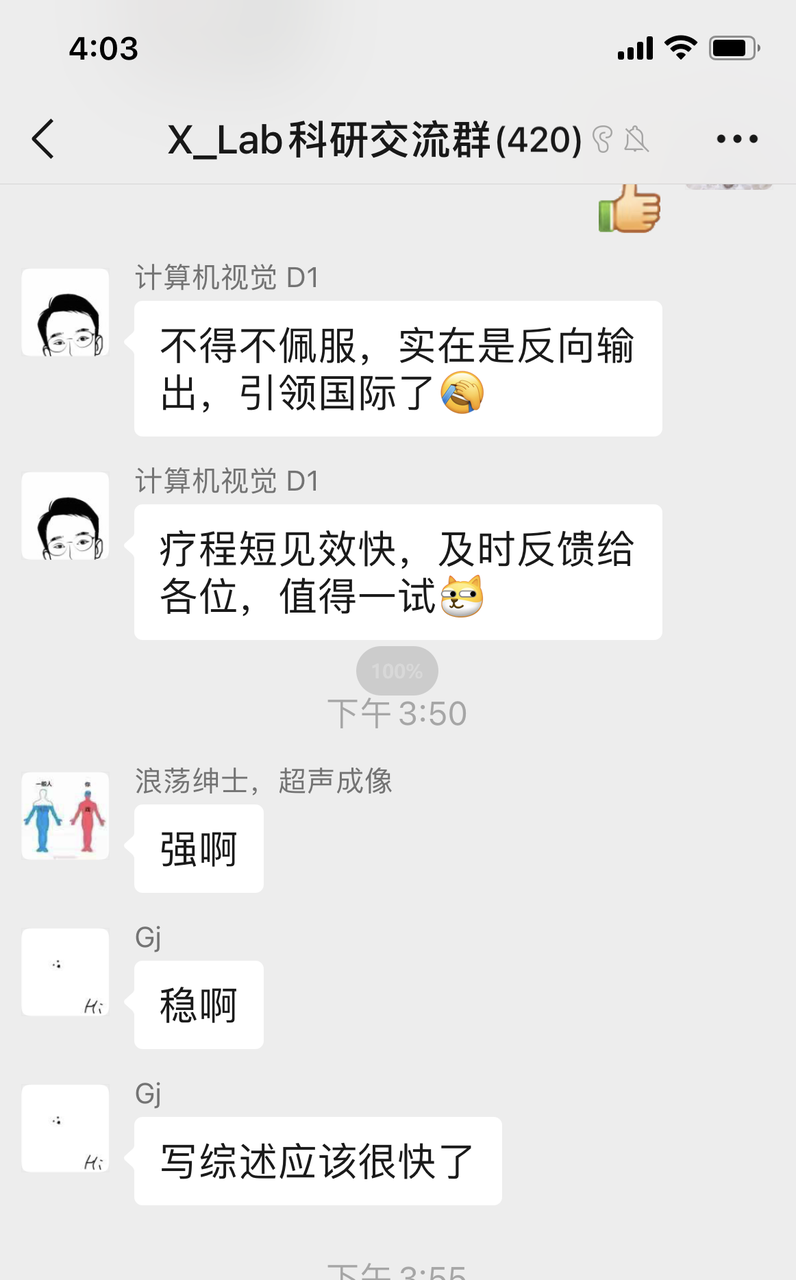 4:03
X_Lab科研交流群(420)
计算机视觉 D1
不得不佩服，实在是反向输
出，引领国际了🤣
计算机视觉 D1
疗程短见效快，及时反馈给
各位，值得一试
100%
下午 3:50
浪荡绅士，超声成像
强啊
Gj
Hi
稳啊
Gj
Hi
写综述应该很快了
下午 3:55